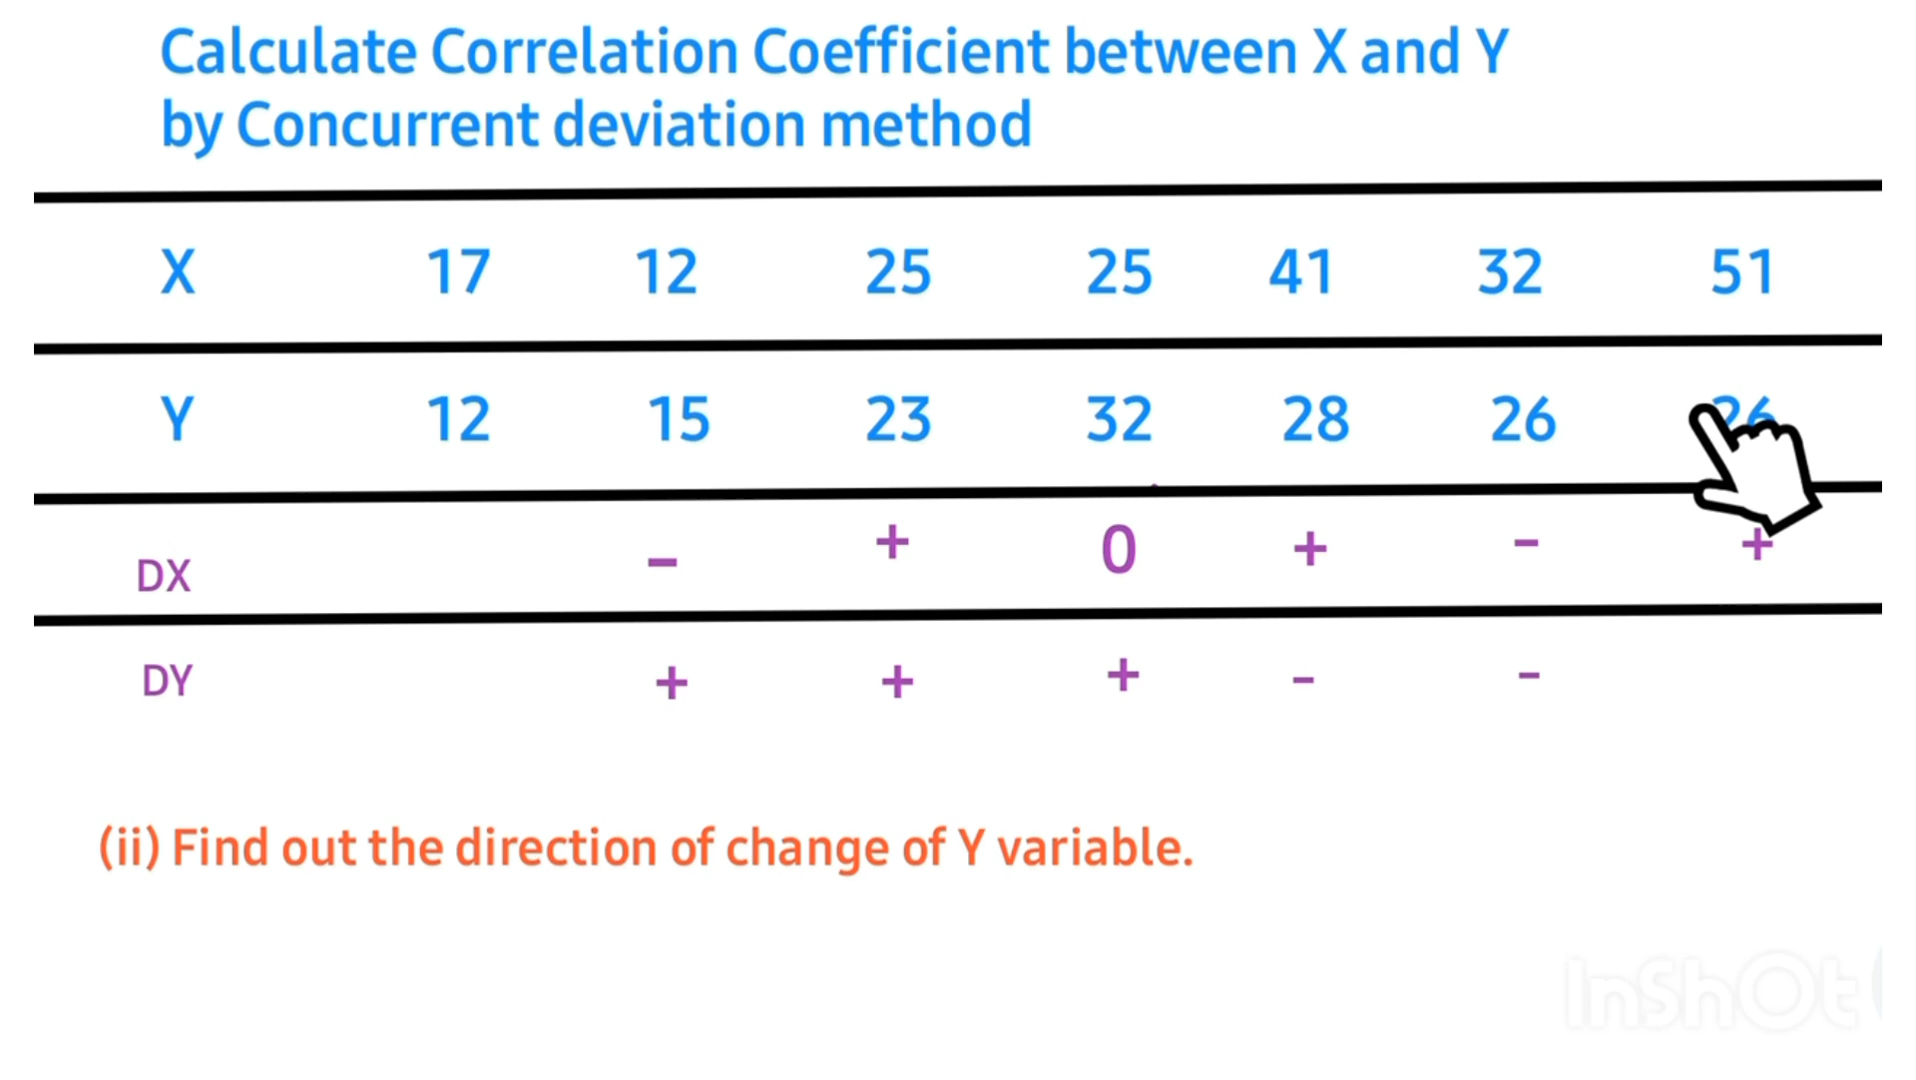 Calculate Correlation Coefficient between X and Y
by Concurrent deviation method
X 17 12 25 25 41 32 51
Y 12 15 23 32 28 26 26
DX - + 0 + - +
DY + + + - -
(ii) Find out the direction of change of Y variable.
InShOt